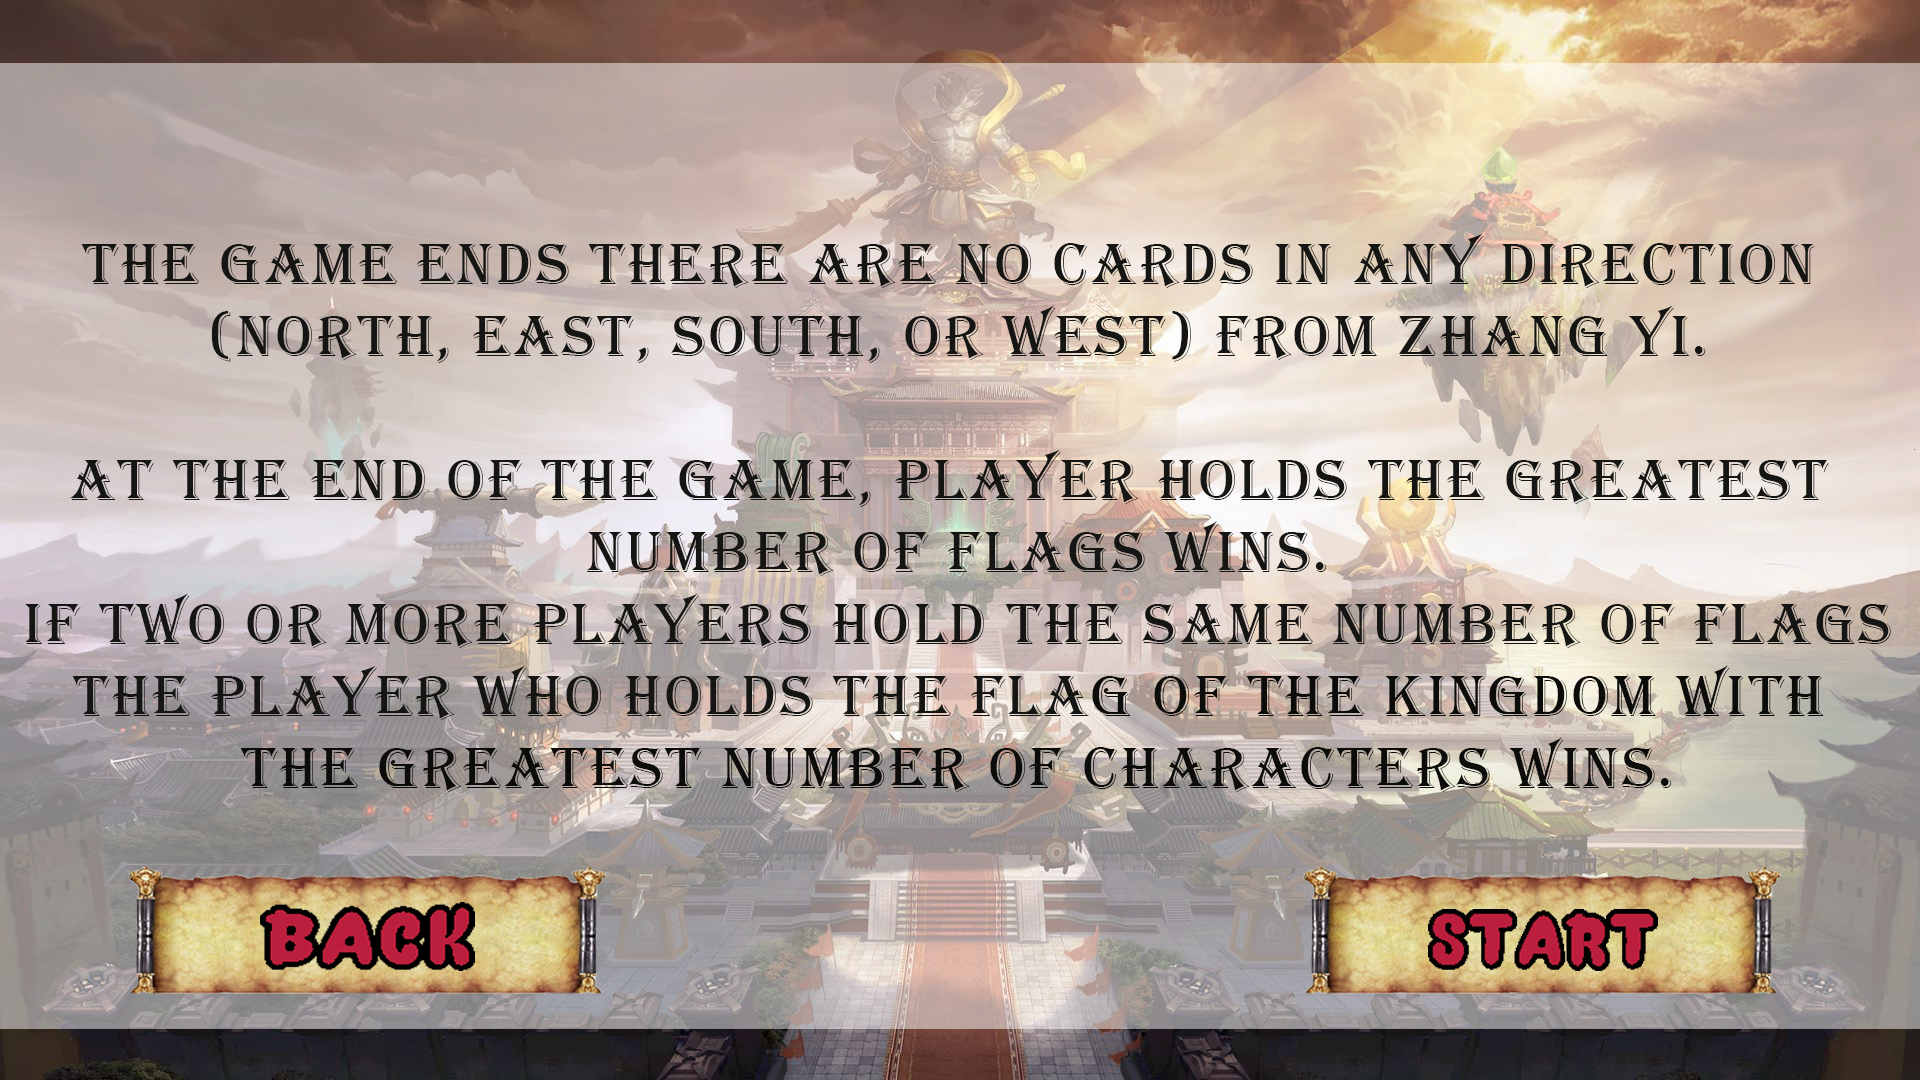 THE GAME ENDS THERE ARE NO CARDS IN ANY DIRECTION
(NORTH, EAST, SOUTH, OR WEST) FROM ZHANG YI.
AT THE END OF THE GAME, PLAYER HOLDS THE GREATEST
NUMBER OF FLAGS WINS.
IF TWO OR MORE PLAYERS HOLD THE SAME NUMBER OF FLAGS
THE PLAYER WHO HOLDS THE FLAG OF THE KINGDOM WITH
THE GREATEST NUMBER OF CHARACTERS WINS.
BACK
START